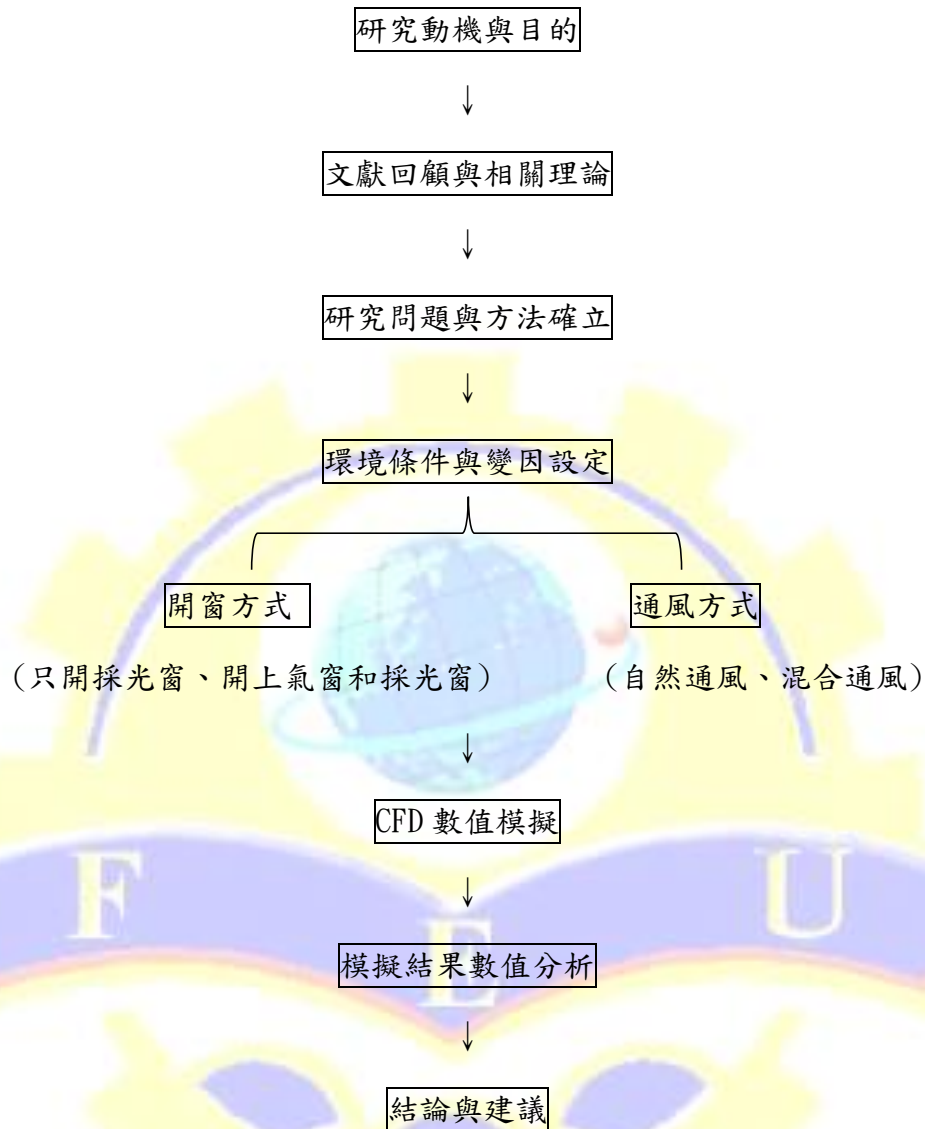 研究動機與目的
↓
文獻回顧與相關理論
↓
研究問題與方法確立
↓
環境條件與變因設定
開窗方式 通風方式
(只開採光窗、開上氣窗和採光窗) (自然通風、混合通風)
↓
CFD 數值模擬
↓
F U
模擬結果數值分析
E
↓
結論與建議